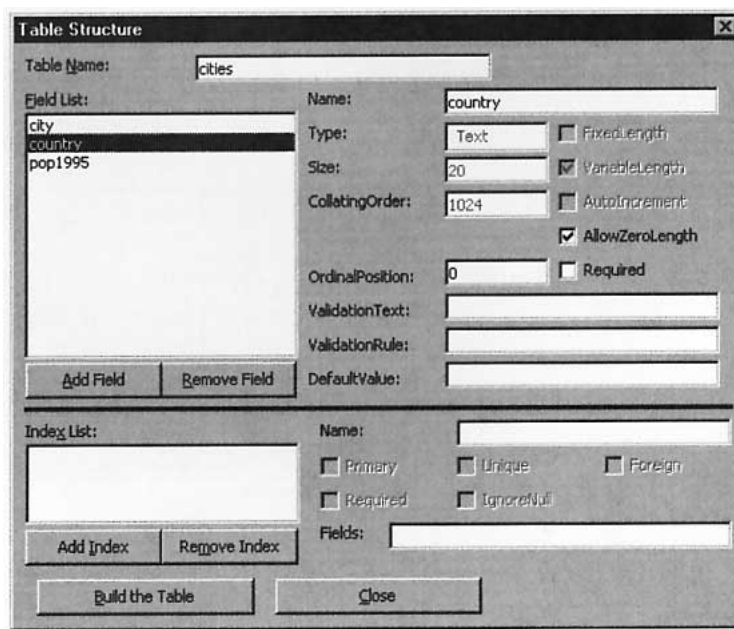 Table Structure
Table Name: cities
Field List:
city
country
pop1995
Add Field Remove Field
Name: country
Type: Text FixedLength
Size: 20 VariableLength
CollatingOrder: 1024 AutoIncrement
AllowZeroLength
OrdinalPosition: 0 Required
ValidationText:
ValidationRule:
DefaultValue:
Index List:
Add Index Remove Index
Name:
Primary Unique Foreign
Required IgnoreNull
Fields:
Build the Table Close